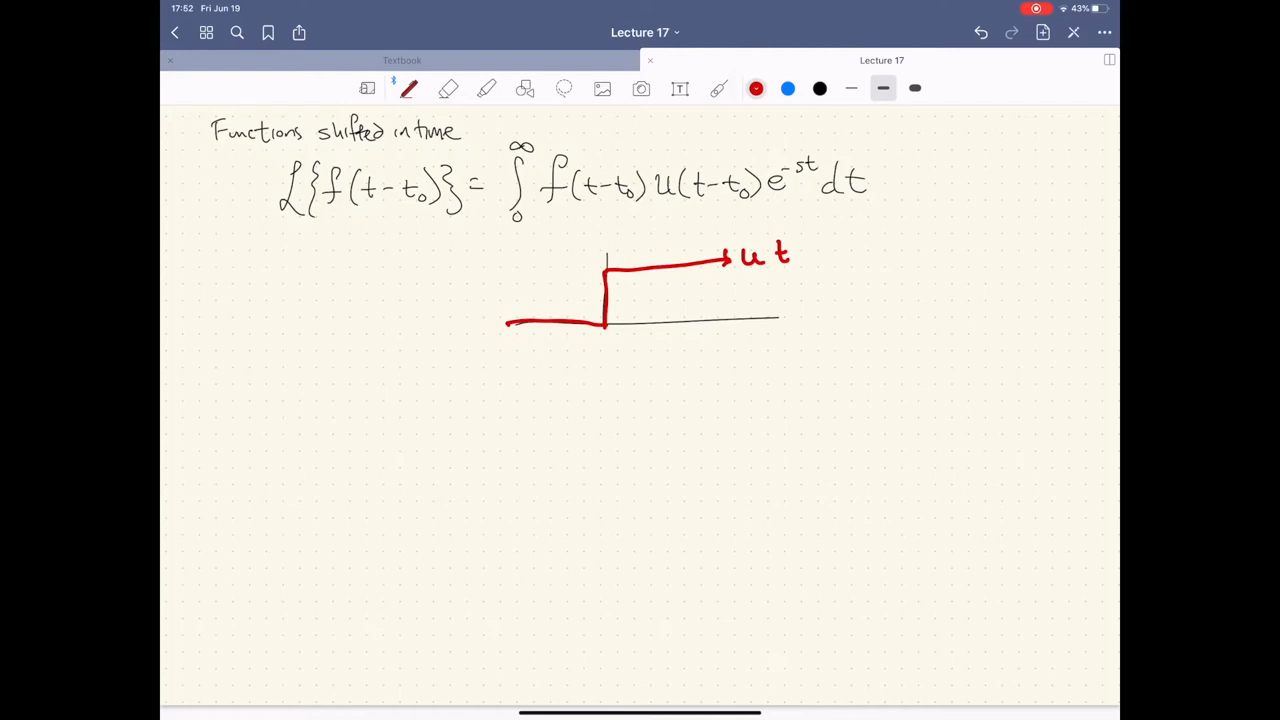 17:52 Fri Jun 19
43%
Lecture 17
Textbook
Lecture 17
T
Functions shifted in time
ℒ{f(t-t₀)} = ∫₀^∞ f(t-t₀) u(t-t₀) e^{-st} dt
u t